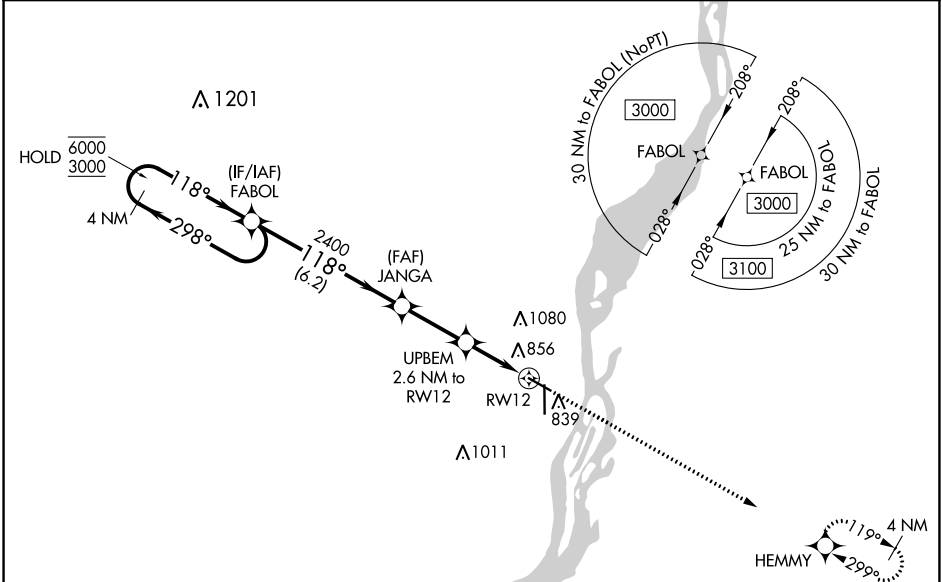 1201
HOLD 6000
3000
4 NM
118°
298°
(IF/IAF)
FABOL
2400
118°
(6.2)
(FAF)
JANGA
UPBEM
2.6 NM to
RW12
RW12
1080
856
839
1011
30 NM to FABOL (NoPT)
3000
208°
FABOL
028°
208°
FABOL
3000
25 NM to FABOL
028°
3100
30 NM to FABOL
HEMMY
119°
4 NM
299°